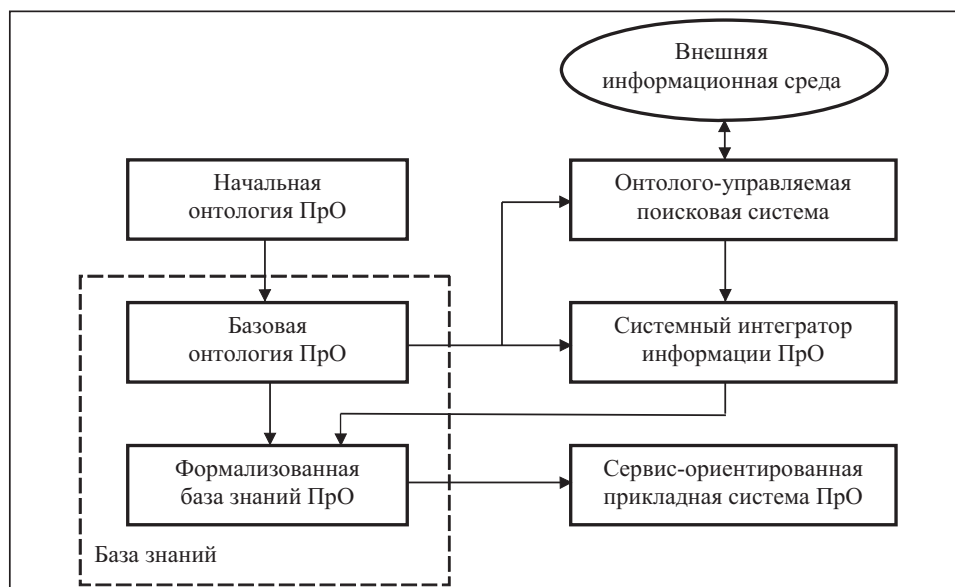 Внешняя
информационная среда
Начальная
онтология ПрО
Онтолого-управляемая
поисковая система
Базовая
онтология ПрО
Системный интегратор
информации ПрО
Формализованная
база знаний ПрО
Сервис-ориентированная
прикладная система ПрО
База знаний